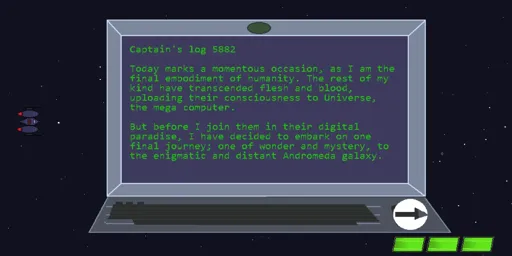 Captain's log 5882
Today marks a momentous occasion, as I am the
final embodiment of humanity. The rest of my
kind have transcended flesh and blood,
uploading their consciousness to Universe,
the mega computer.
But before I join them in their digital
paradise, I have decided to embark on one
final journey; one of wonder and mystery, to
the enigmatic and distant Andromeda galaxy.